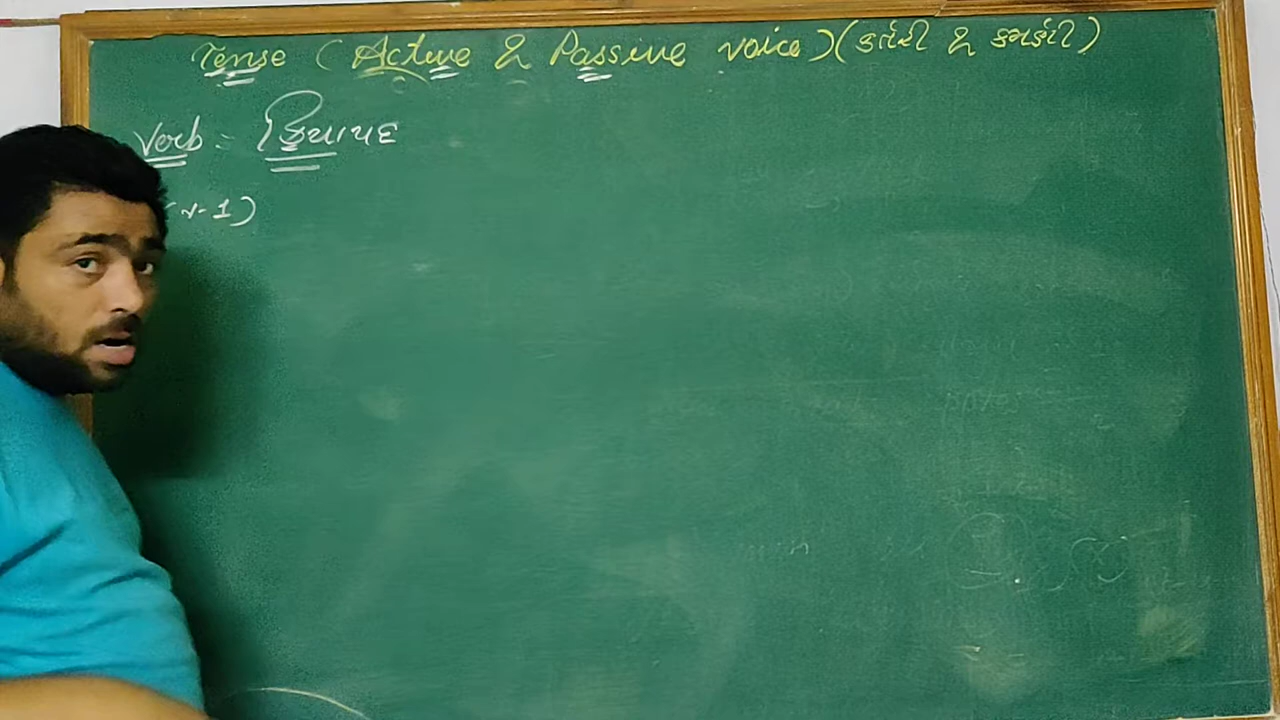 Tense (Active & Passive voice) (કર્તરી & કર્મણી)
Verb = ક્રિયાપદ
(v-1)